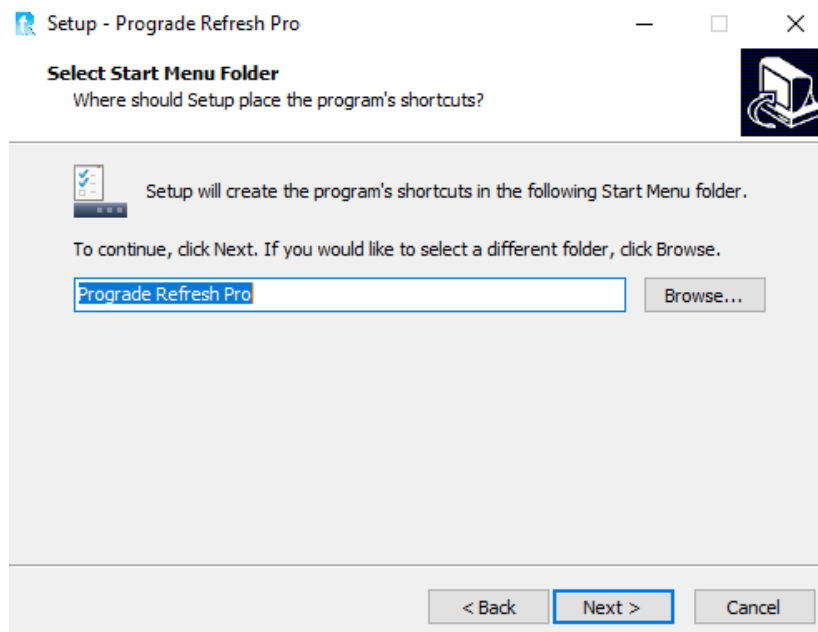 Setup - Prograde Refresh Pro
Select Start Menu Folder
Where should Setup place the program's shortcuts?
Setup will create the program's shortcuts in the following Start Menu folder.
To continue, click Next. If you would like to select a different folder, click Browse.
Prograde Refresh Pro
Browse...
< Back
Next >
Cancel